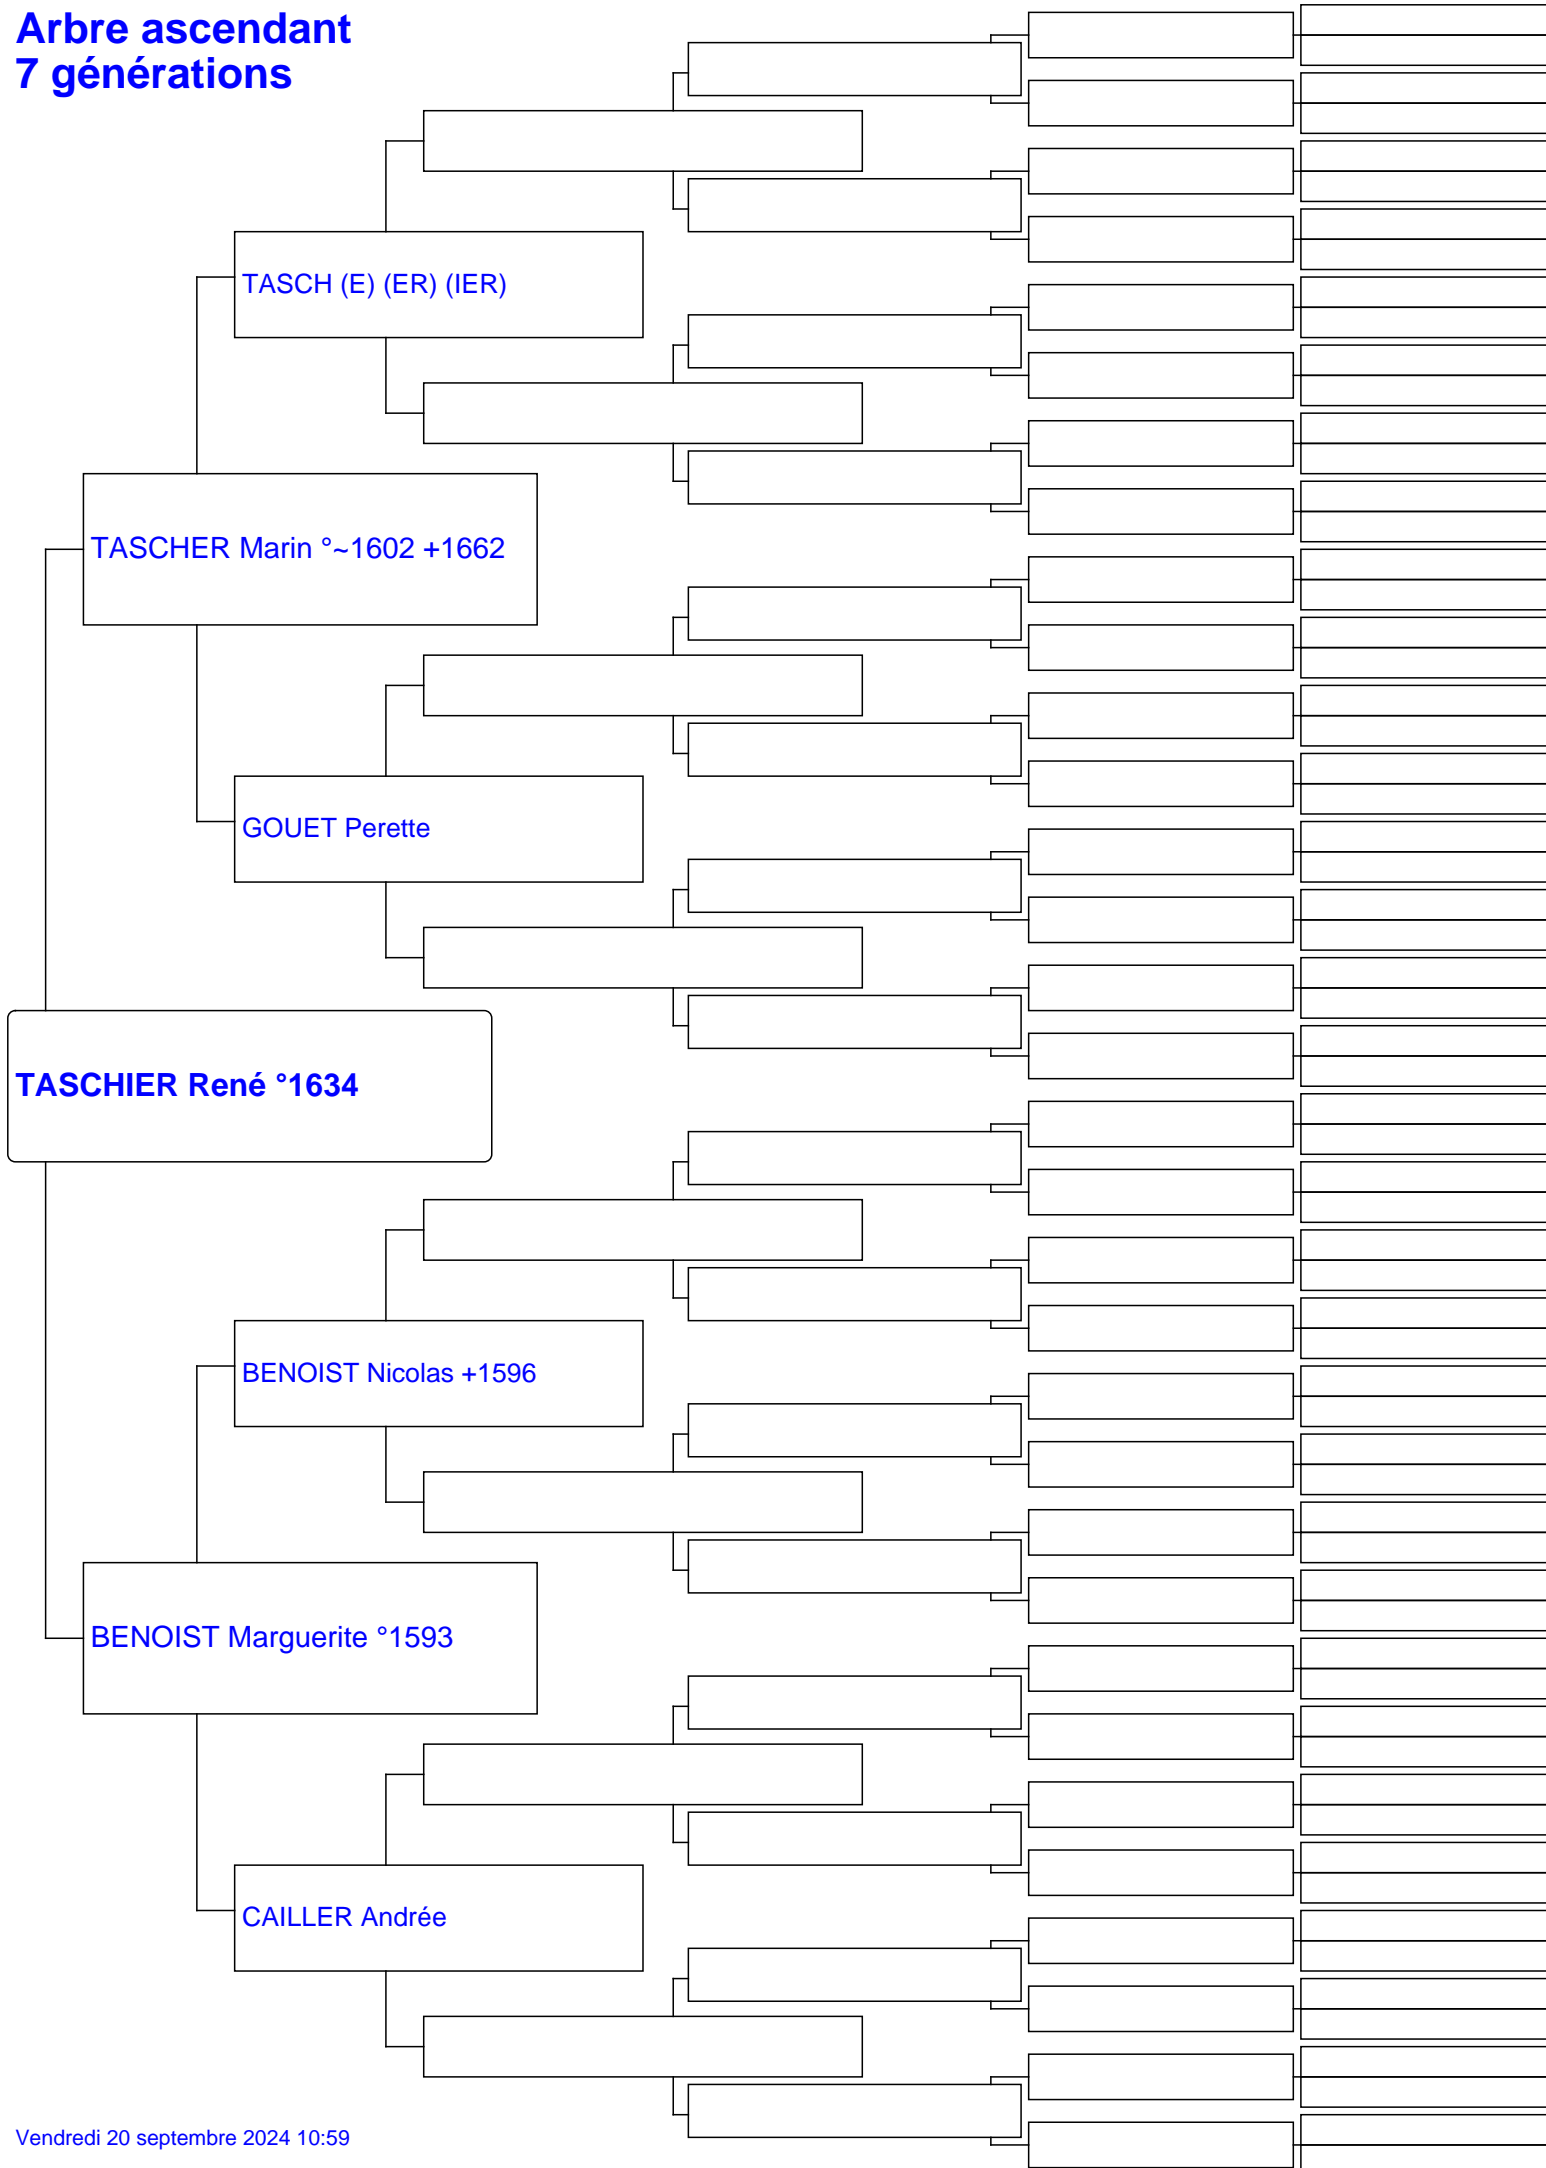 Arbre ascendant
7 générations
TASCH (E) (ER) (IER)
TASCHER Marin °~1602 +1662
GOUET Perette
TASCHIER René °1634
BENOIST Nicolas +1596
BENOIST Marguerite °1593
CAILLER Andrée
Vendredi 20 septembre 2024 10:59